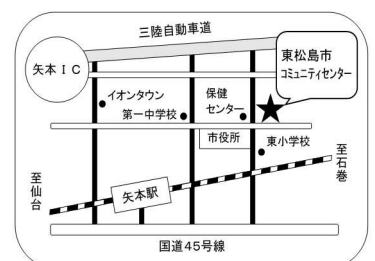 三陸自動車道
矢本IC
東松島市
コミュニティセンター
イオンタウン
第一中学校
保健
センター
市役所
東小学校
至石巻
至仙台
矢本駅
国道45号線